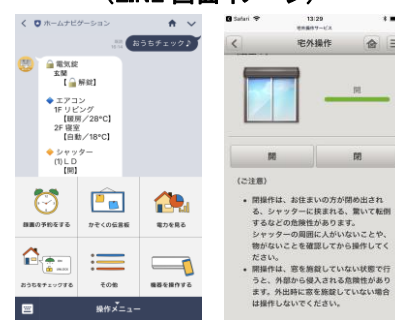 (LINE 画面イメージ)
ホームナビゲーション
おうちチェック♪
電気錠
玄関
【解錠】
エアコン
1F リビング
【暖房/28℃】
2F 寝室
【自動/18℃】
シャッター
(1)ＬＤ
【開】
録画の予約をする
かぞくの伝言板
電力を見る
おうちをチェックする
その他
機器を操作する
操作メニュー
Safari
13:29
宅外操作サービス
宅外操作
開
開
閉
(ご注意)
• 閉操作は、お住まいの方が閉め出され
る、シャッターに挟まれる、驚いて転倒
するなどの危険性があります。
シャッターの周囲に人がいないことや、
物がないことを確認してから操作してく
ださい。
• 開操作は、窓を施錠していない状態で行
うと、外部から侵入される危険性があり
ます。外出時に窓を施錠していない場合
は操作しないでください。